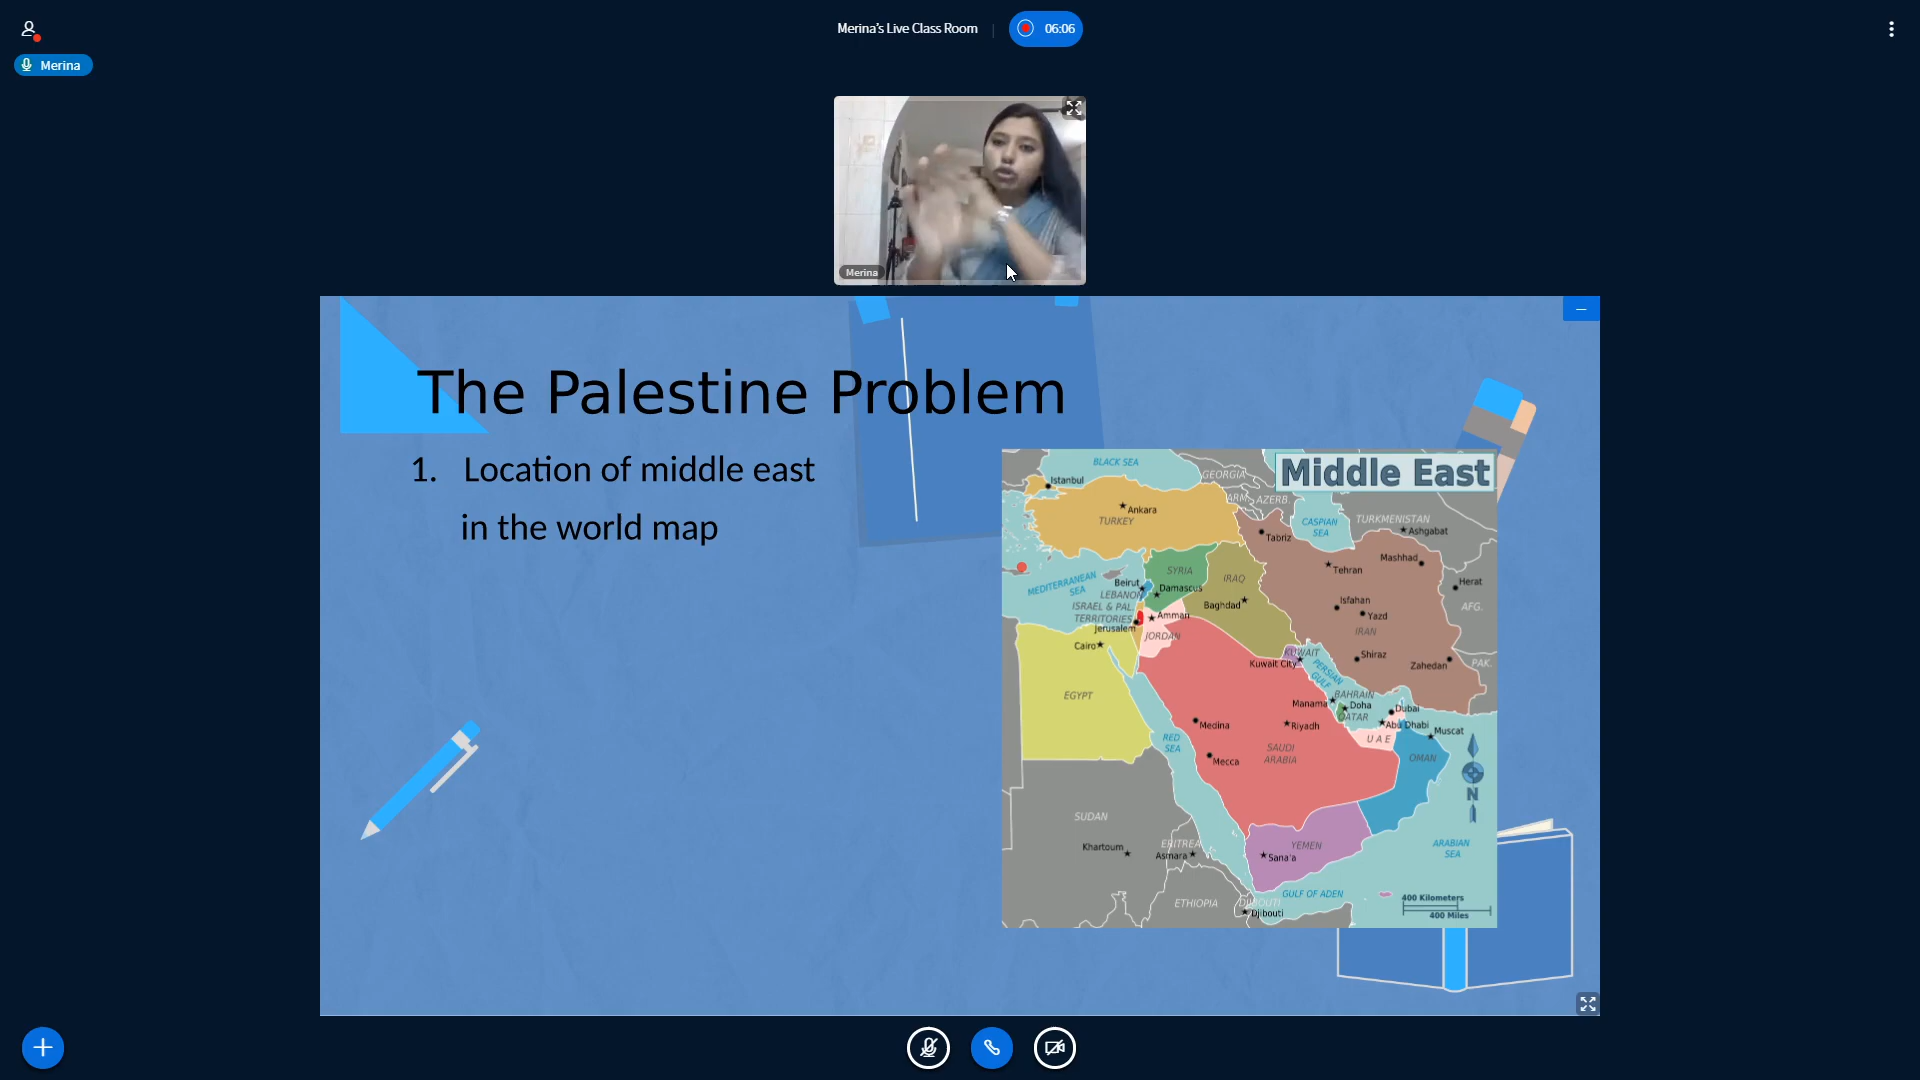 Merina's Live Class Room
06:06
Merina
Merina
The Palestine Problem
1. Location of middle east
in the world map
Middle East
BLACK SEA
GEORGIA
Istanbul
ARM.
AZERB.
Ankara
TURKEY
CASPIAN
SEA
TURKMENISTAN
Ashgabat
Tabriz
Mashhad
Tehran
SYRIA
IRAQ
MEDITERRANEAN
SEA
Beirut
Damascus
LEBANON
Herat
ISRAEL & PAL.
TERRITORIES
Baghdad
Isfahan
AFG.
Amman
Yazd
Jerusalem
JORDAN
IRAN
Cairo
KUWAIT
Kuwait City
Shiraz
Zahedan
PAK.
PERSIAN
GULF
EGYPT
BAHRAIN
Manama
Doha
Dubai
QATAR
Medina
Riyadh
Abu Dhabi
Muscat
RED
SEA
U A E
SAUDI
ARABIA
OMAN
Mecca
N
SUDAN
Khartoum
ERITREA
Asmara
YEMEN
Sana'a
ARABIAN
SEA
GULF OF ADEN
ETHIOPIA
DJIBOUTI
Djibouti
400 Kilometers
400 Miles